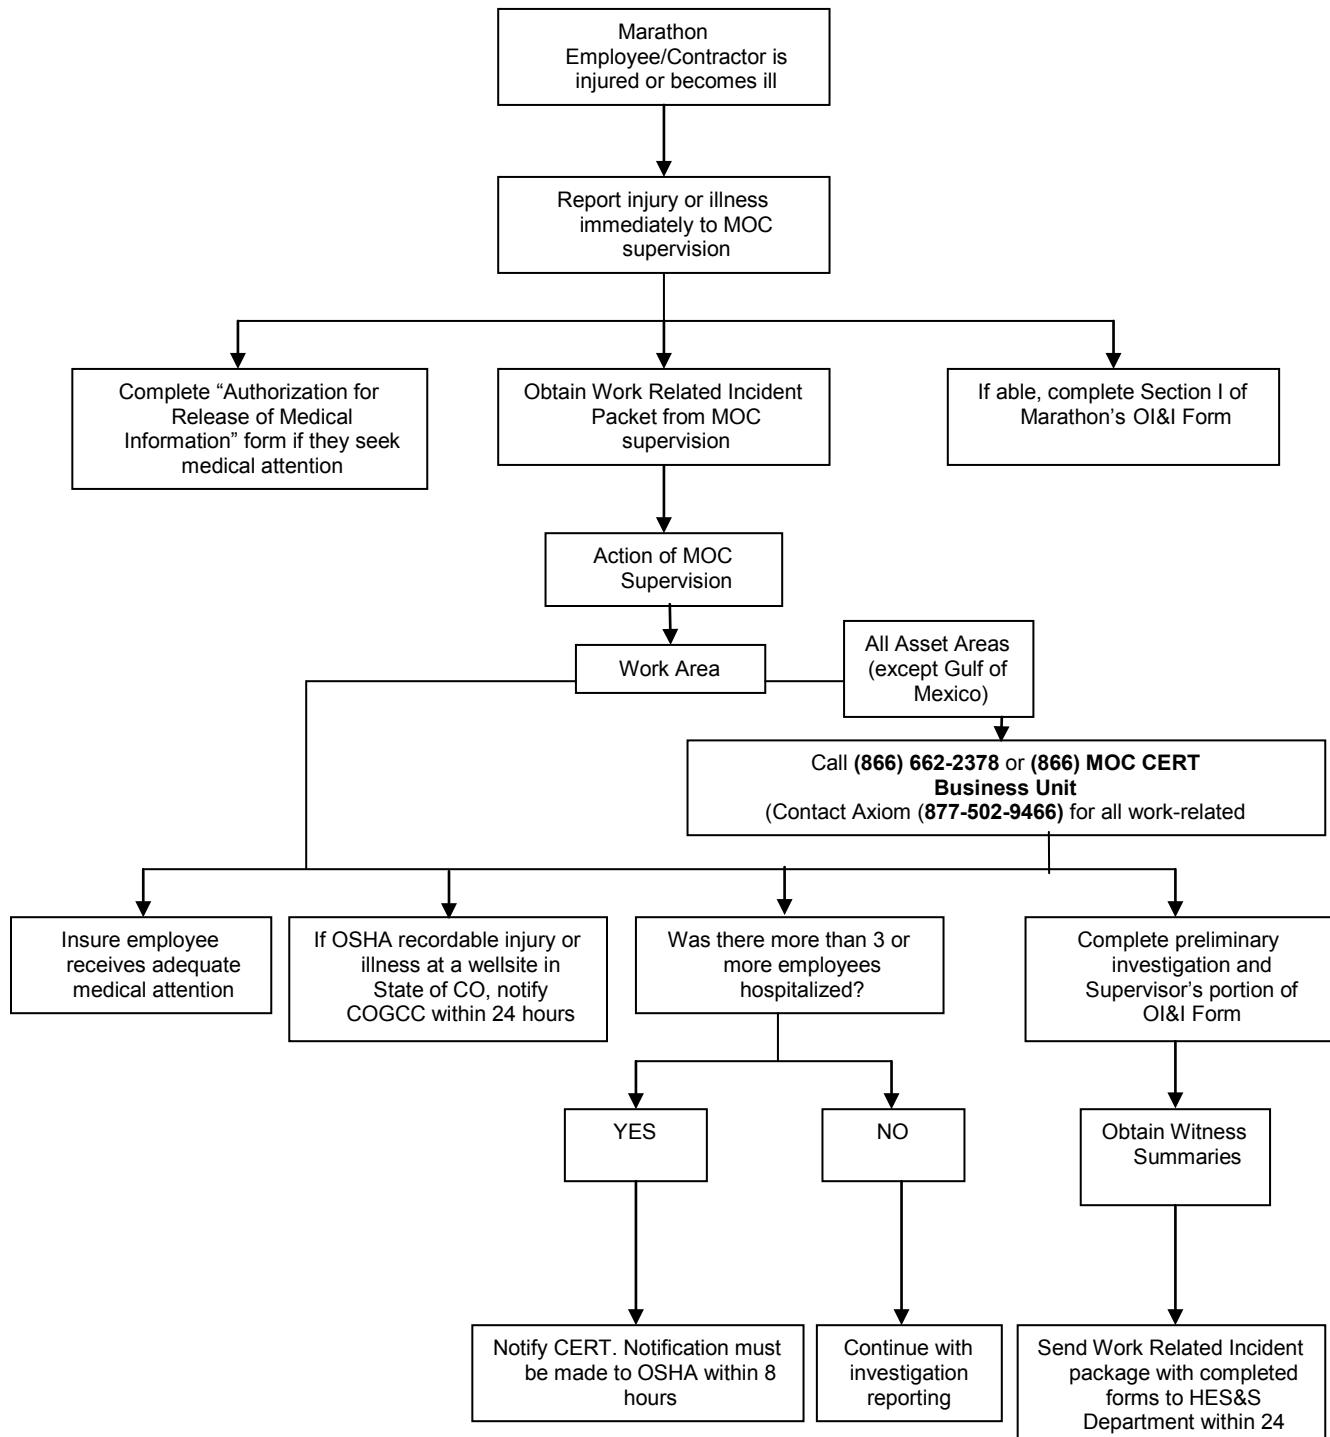 Marathon
Employee/Contractor is
injured or becomes ill
Report injury or illness
immediately to MOC
supervision
Complete “Authorization for
Release of Medical
Information” form if they seek
medical attention
Obtain Work Related Incident
Packet from MOC
supervision
If able, complete Section I of
Marathon’s OI&I Form
Action of MOC
Supervision
Work Area
All Asset Areas
(except Gulf of
Mexico)
Call (866) 662-2378 or (866) MOC CERT
Business Unit
(Contact Axiom (877-502-9466) for all work-related
Insure employee
receives adequate
medical attention
If OSHA recordable injury or
illness at a wellsite in
State of CO, notify
COGCC within 24 hours
Was there more than 3 or
more employees
hospitalized?
Complete preliminary
investigation and
Supervisor’s portion of
OI&I Form
YES
NO
Obtain Witness
Summaries
Notify CERT. Notification must
be made to OSHA within 8
hours
Continue with
investigation
reporting
Send Work Related Incident
package with completed
forms to HES&S
Department within 24